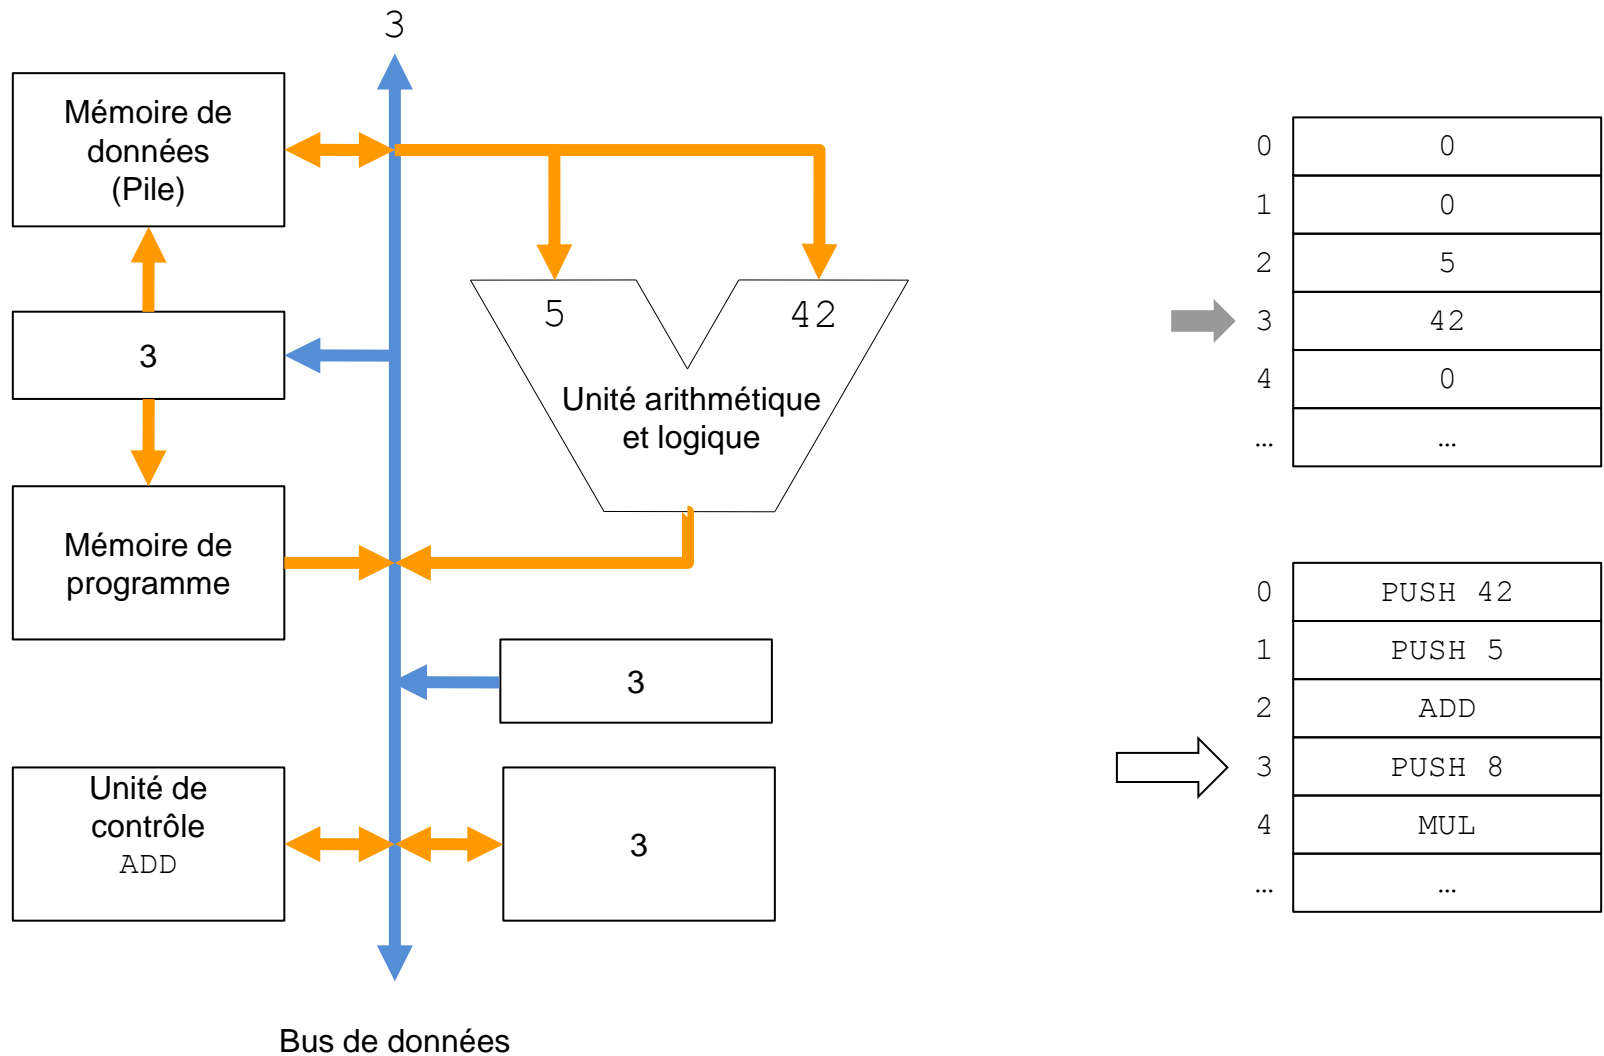 3
Mémoire de
données
(Pile)
3
Mémoire de
programme
Unité de
contrôle
ADD
5
42
Unité arithmétique
et logique
3
3
Bus de données
0 0
1 0
2 5
3 42
4 0
... ...
0 PUSH 42
1 PUSH 5
2 ADD
3 PUSH 8
4 MUL
... ...